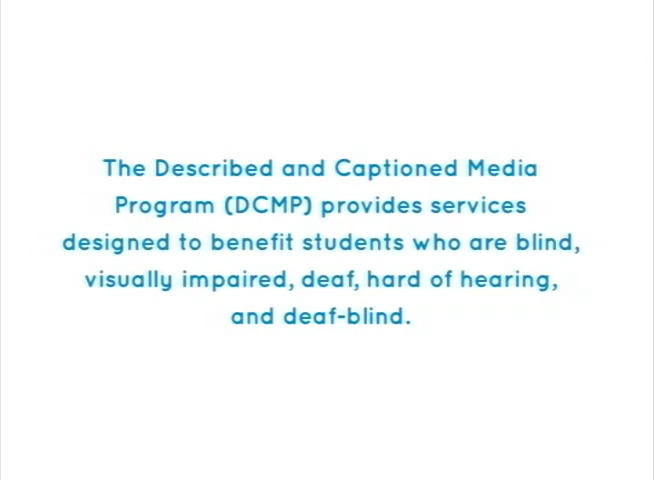 The Described and Captioned Media
Program (DCMP) provides services
designed to benefit students who are blind,
visually impaired, deaf, hard of hearing,
and deaf-blind.